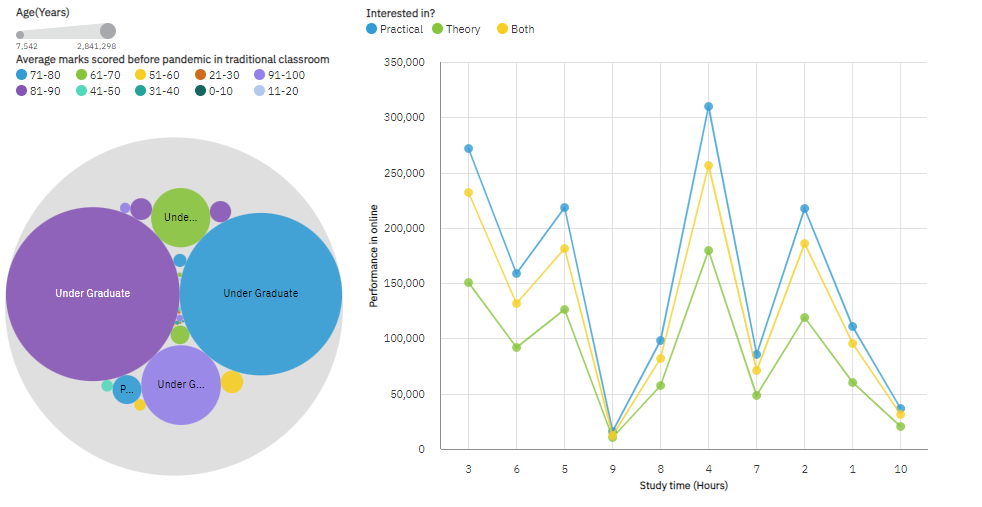 Age(Years)
7,542 2,841,298
Average marks scored before pandemic in traditional classroom
71-80 61-70 51-60 21-30 91-100
81-90 41-50 31-40 0-10 11-20
Unde...
Under Graduate Under Graduate
P... Under G...
Interested in?
Practical Theory Both
350,000
300,000
250,000
200,000
150,000
100,000
50,000
0
Performance in online
3 6 5 9 8 4 7 2 1 10
Study time (Hours)